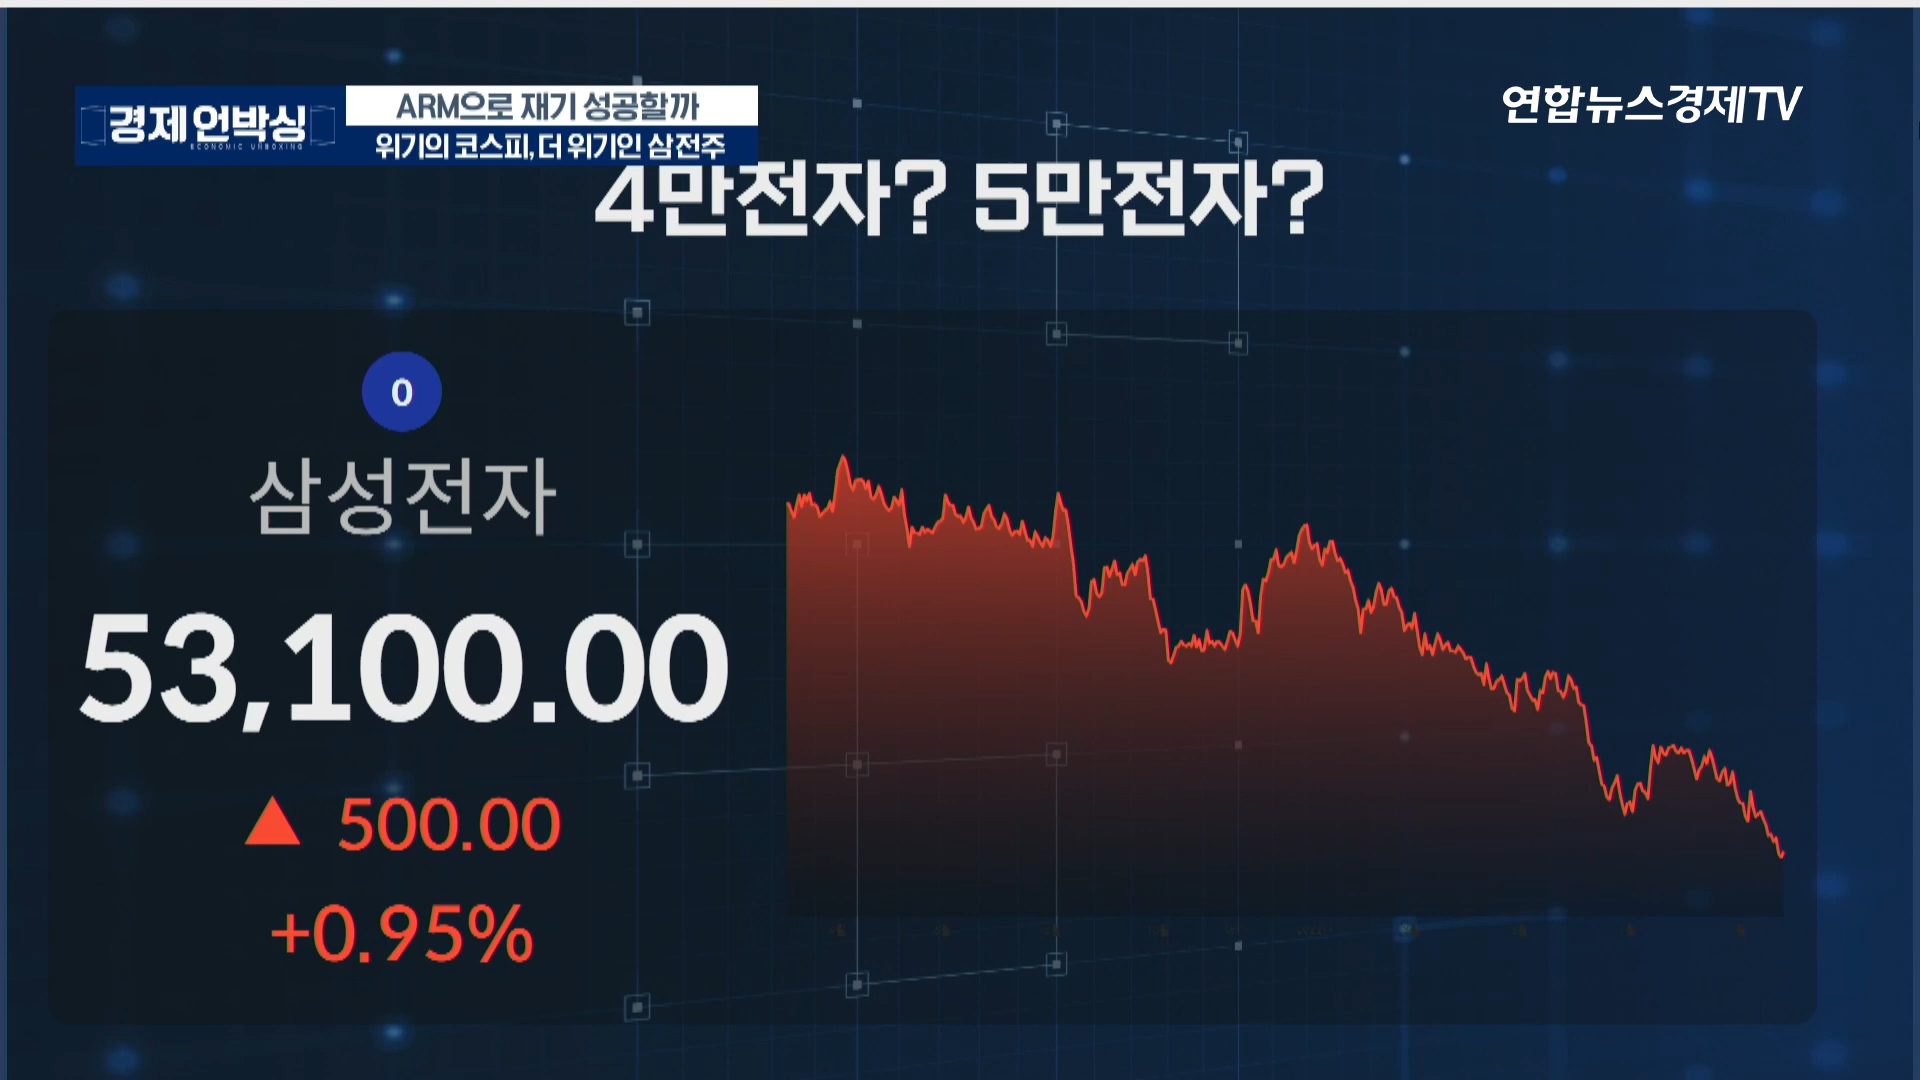 경제언박싱
ECONOMIC UNBOXING
ARM으로 재기 성공할까
위기의 코스피, 더 위기인 삼전주
연합뉴스경제TV
4만전자? 5만전자?
0
삼성전자
53,100.00
▲ 500.00
+0.95%